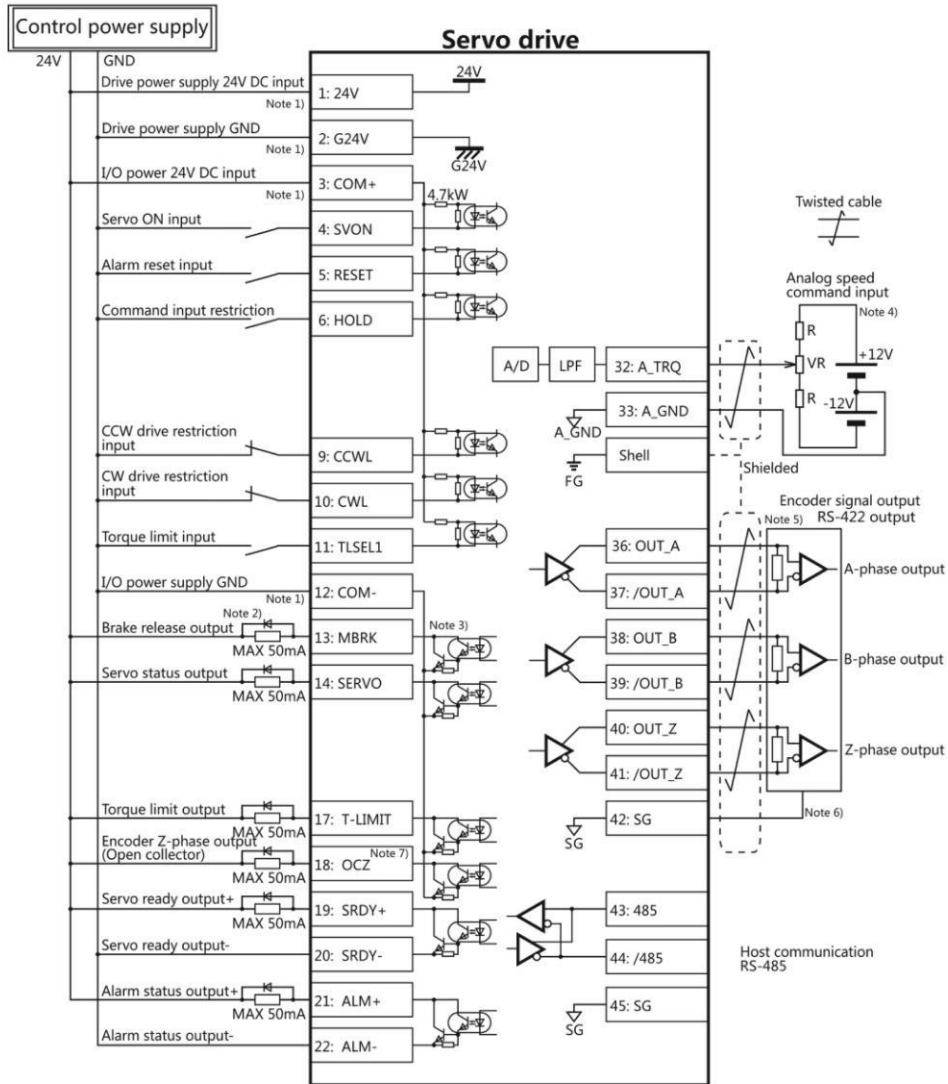 Control power supply
24V
GND
Servo drive
Drive power supply 24V DC input
Note 1)
1: 24V
24V
Drive power supply GND
Note 1)
2: G24V
G24V
I/O power 24V DC input
Note 1)
3: COM+
4.7kW
Servo ON input
4: SVON
Alarm reset input
5: RESET
Command input restriction
6: HOLD
CCW drive restriction
input
9: CCWL
CW drive restriction
input
10: CWL
Torque limit input
11: TLSEL1
I/O power supply GND
Note 1)
12: COM-
Note 2)
Brake release output
MAX 50mA
13: MBRK
Note 3)
Servo status output
MAX 50mA
14: SERVO
Torque limit output
MAX 50mA
17: T-LIMIT
Encoder Z-phase output
(Open collector)
MAX 50mA
18: OCZ
Note 7)
Servo ready output+
MAX 50mA
19: SRDY+
Servo ready output-
20: SRDY-
Alarm status output+
MAX 50mA
21: ALM+
Alarm status output-
22: ALM-
Twisted cable
Analog speed
command input
Note 4)
R
VR
R
+12V
-12V
A/D
LPF
32: A_TRQ
33: A_GND
A_GND
Shell
FG
Shielded
Encoder signal output
RS-422 output
Note 5)
36: OUT_A
37: /OUT_A
A-phase output
38: OUT_B
39: /OUT_B
B-phase output
40: OUT_Z
41: /OUT_Z
Z-phase output
42: SG
SG
Note 6)
43: 485
44: /485
Host communication
RS-485
45: SG
SG